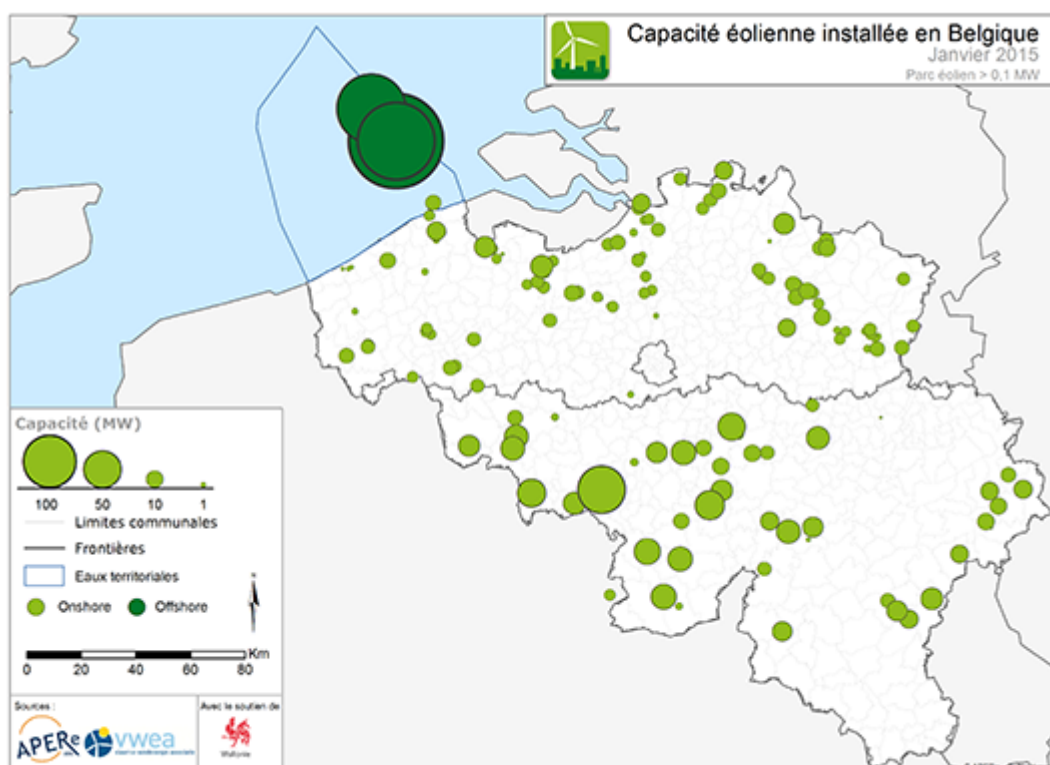 Capacité éolienne installée en Belgique
Janvier 2015
Parc éolien > 0,1 MW
Capacité (MW)
100 50 10 1
Limites communales
Frontières
Eaux territoriales
Onshore Offshore
Km
0 20 40 60 80
Sources :
Avec le soutien de
APERe
vwea
Wallonie